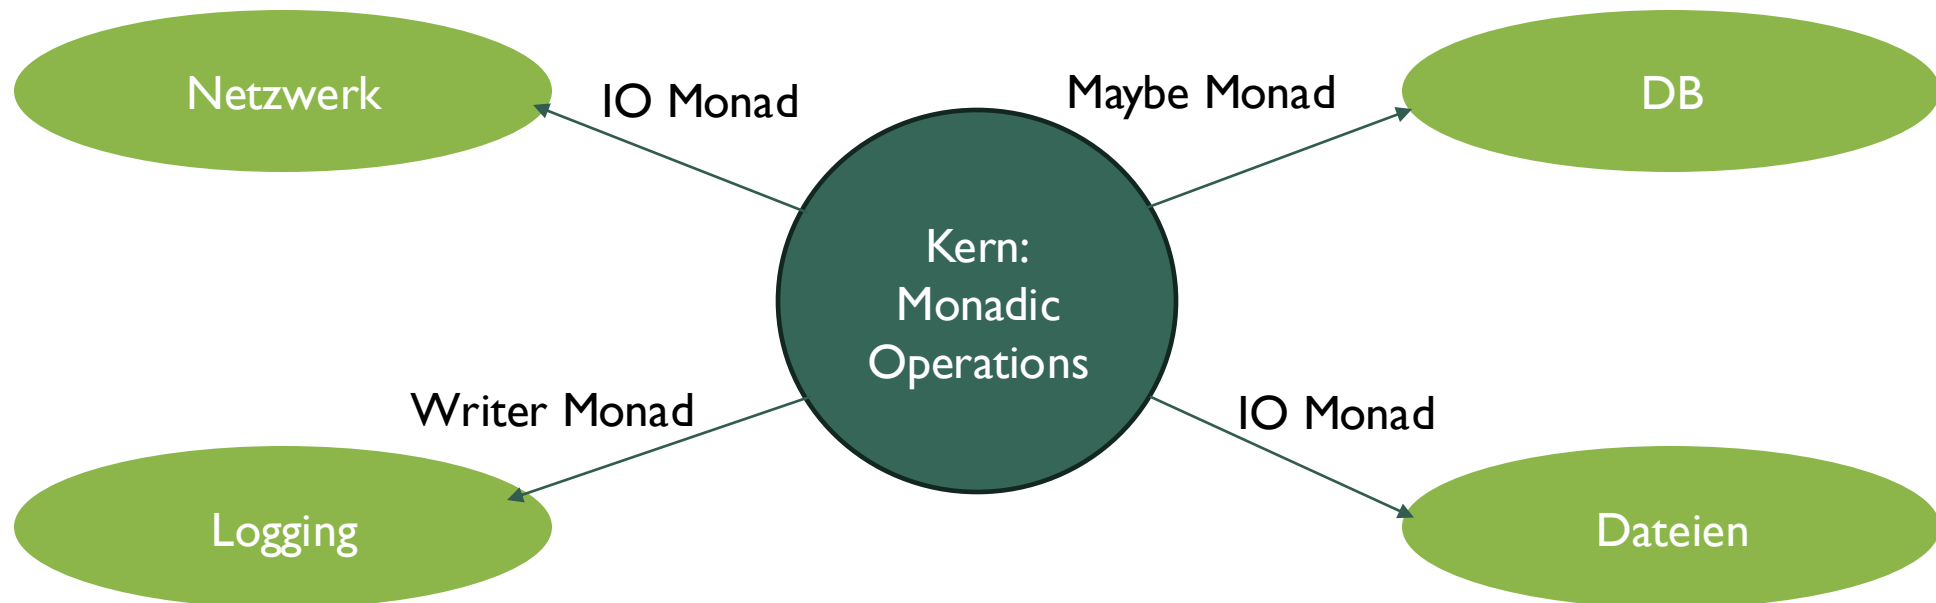 Netzwerk
IO Monad
Maybe Monad
DB
Kern:
Monadic
Operations
Writer Monad
IO Monad
Logging
Dateien